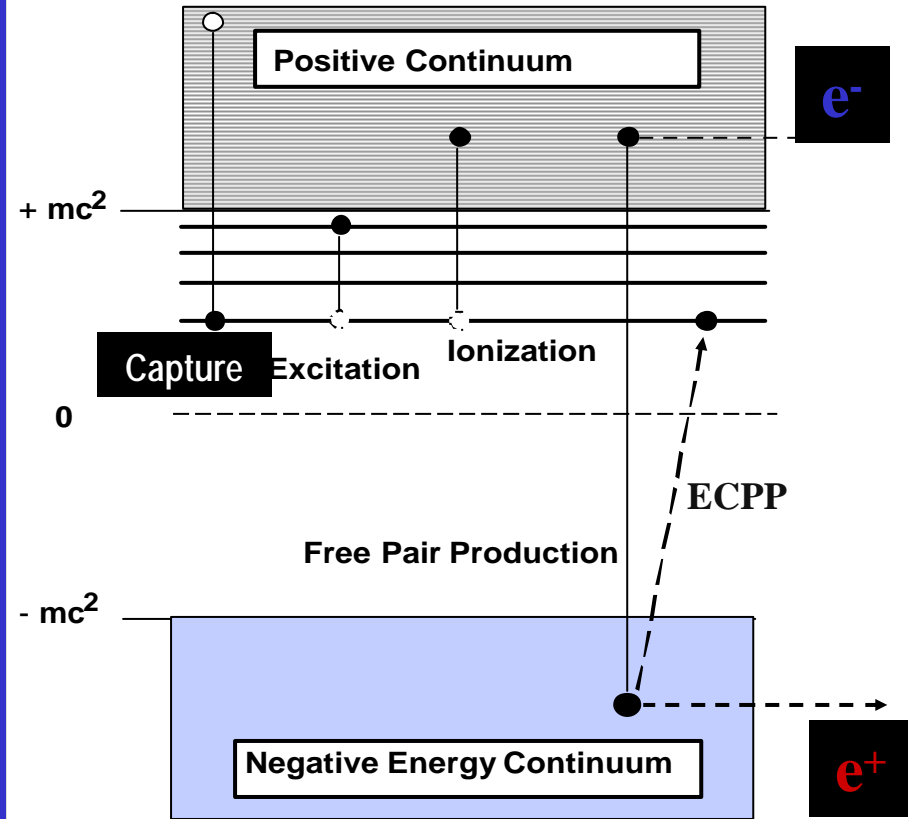 Positive Continuum
e⁻
+ mc²
Ionization
Capture Excitation
0
ECPP
Free Pair Production
- mc²
Negative Energy Continuum
e⁺